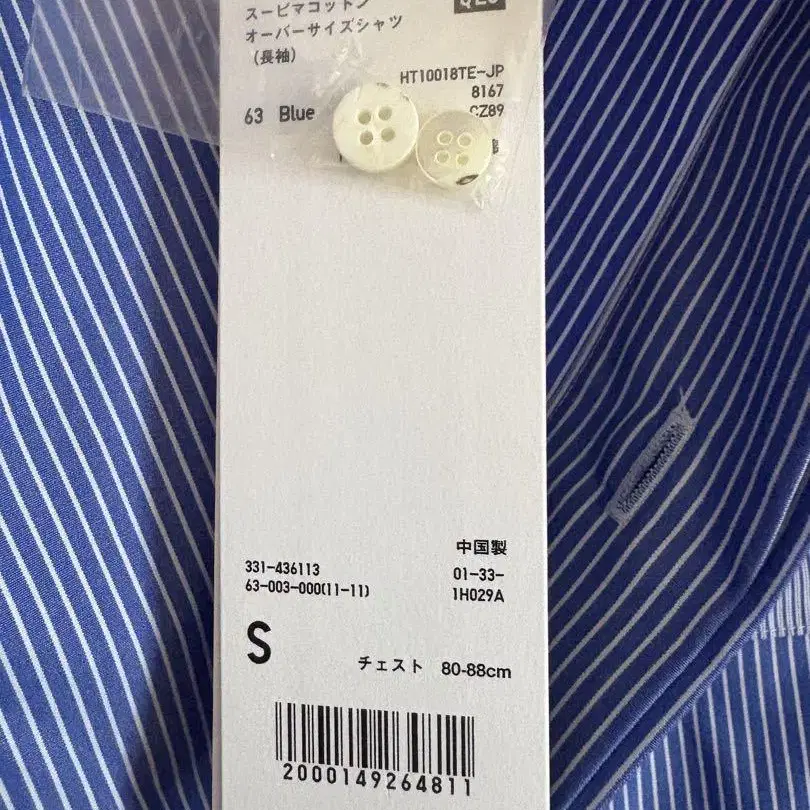 スーピマコットン
オーバーサイズシャツ
(長袖)
HT10018TE-JP
8167
63 Blue
CZ89
中国製
331-436113
01-33-
63-003-000(11-11)
1H029A
S
チェスト 80-88cm
2000149264811